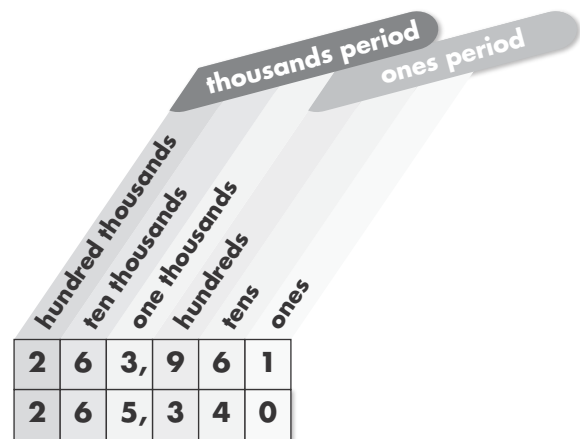 thousands period
ones period
hundred thousands
ten thousands
one thousands
hundreds
tens
ones
2 6 3, 9 6 1
2 6 5, 3 4 0